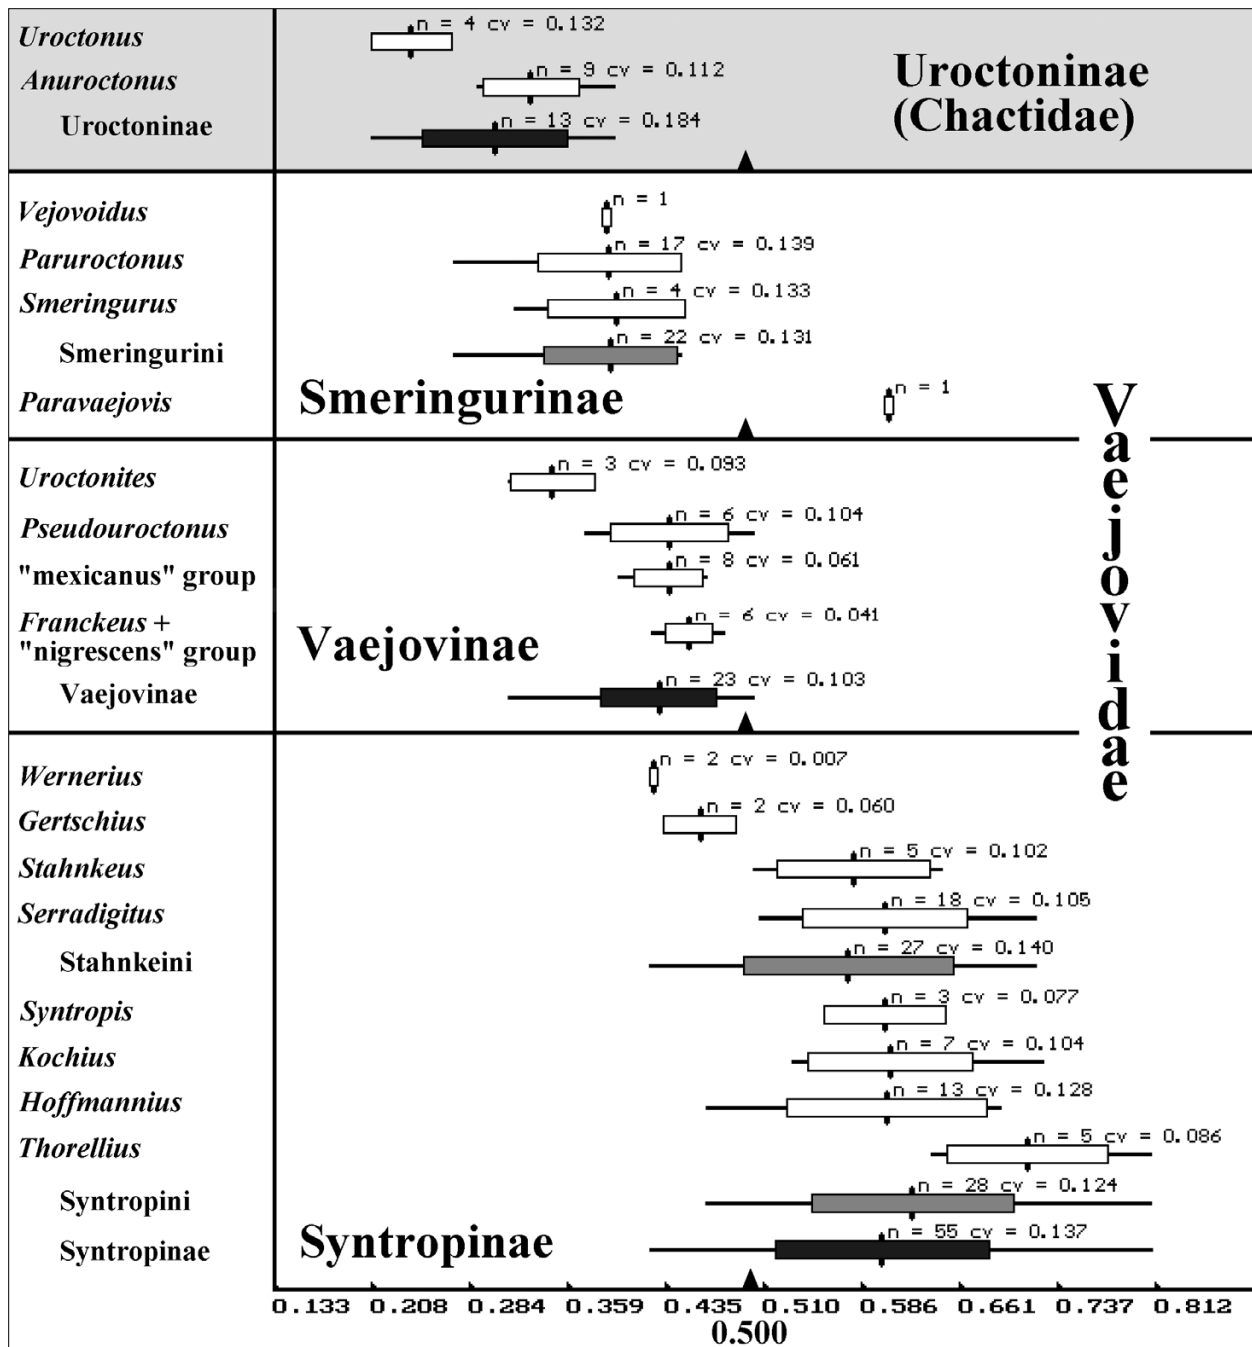 Uroctonus
n = 4 cv = 0.132
Anuroctonus
n = 9 cv = 0.112
Uroctoninae
n = 13 cv = 0.184
Uroctoninae
(Chactidae)
Vejovoidus
n = 1
Paruroctonus
n = 17 cv = 0.139
Smeringurus
n = 4 cv = 0.133
Smeringurini
n = 22 cv = 0.131
Paravaejovis
n = 1
Smeringurinae
Vaejovidae
Uroctonites
n = 3 cv = 0.093
Pseudouroctonus
n = 6 cv = 0.104
"mexicanus" group
n = 8 cv = 0.061
Franckeus +
"nigrescens" group
n = 6 cv = 0.041
Vaejovinae
Vaejovinae
n = 23 cv = 0.103
Wernerius
n = 2 cv = 0.007
Gertschius
n = 2 cv = 0.060
Stahnkeus
n = 5 cv = 0.102
Serradigitus
n = 18 cv = 0.105
Stahnkeini
n = 27 cv = 0.140
Syntropis
n = 3 cv = 0.077
Kochius
n = 7 cv = 0.104
Hoffmannius
n = 13 cv = 0.128
Thorellius
n = 5 cv = 0.086
Syntropini
n = 28 cv = 0.124
Syntropinae
n = 55 cv = 0.137
Syntropinae
0.133 0.208 0.284 0.359 0.435 0.510 0.586 0.661 0.737 0.812
0.500